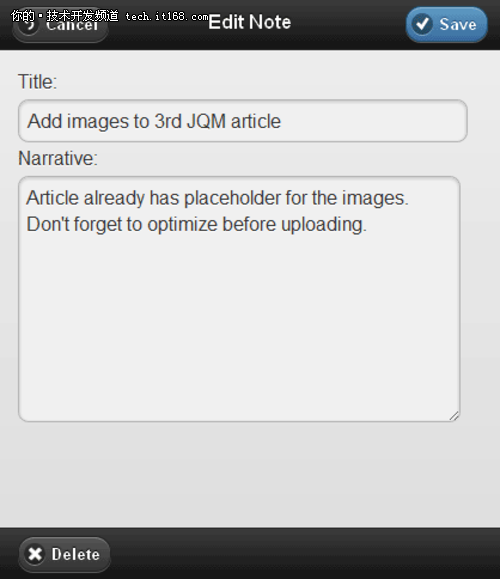 你的·技术开发频道 tech.it168.com
Cancel
Edit Note
Save
Title:
Add images to 3rd JQM article
Narrative:
Article already has placeholder for the images.
Don't forget to optimize before uploading.
Delete